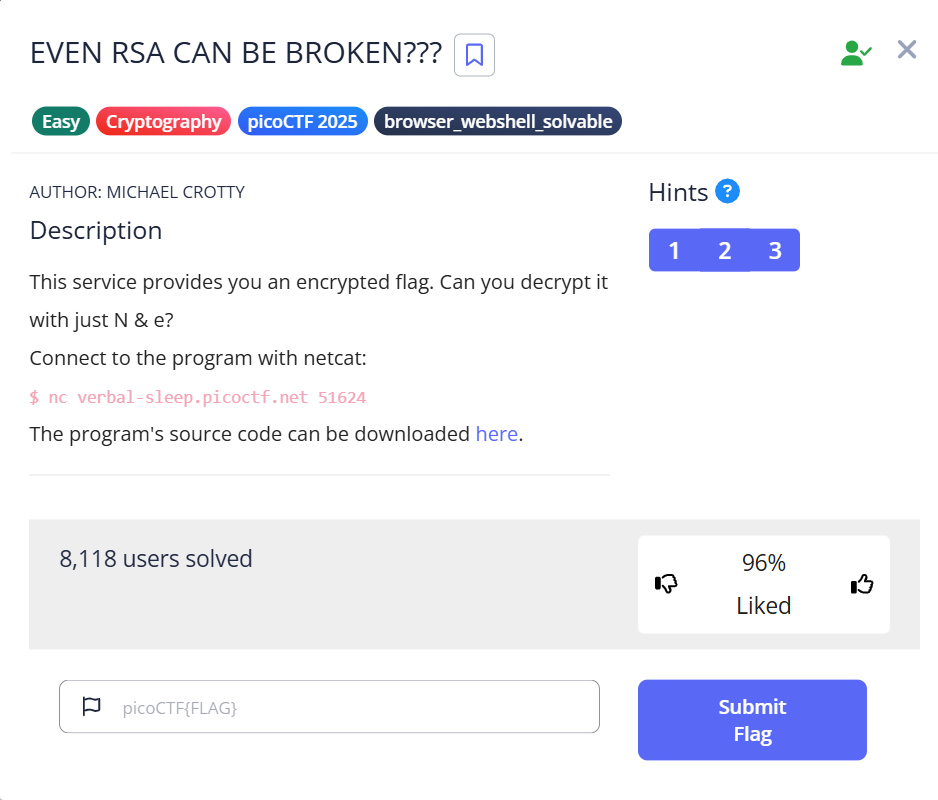 EVEN RSA CAN BE BROKEN???
Easy Cryptography picoCTF 2025 browser_webshell_solvable
AUTHOR: MICHAEL CROTTY
Description
This service provides you an encrypted flag. Can you decrypt it
with just N & e?
Connect to the program with netcat:
$ nc verbal-sleep.picoctf.net 51624
The program's source code can be downloaded here.
Hints ?
1 2 3
8,118 users solved
96%
Liked
picoCTF{FLAG}
Submit
Flag